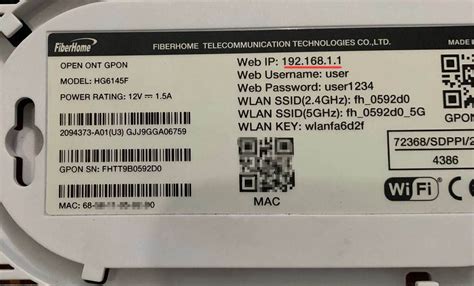 FiberHome
FIBERHOME TELECOMMUNICATION TECHNOLOGIES CO.,LTD.
MADE
OPEN ONT GPON
MODEL: HG6145F
POWER RATING: 12V ⎓ 1.5A
2094373-A01(U3) GJJ9GGA06759
GPON SN: FHTT9B0592D0
MAC: 68-
Web IP: 192.168.1.1
Web Username: user
Web Password: user1234
WLAN SSID(2.4GHz): fh_0592d0
WLAN SSID(5GHz): fh_0592d0_5G
WLAN KEY: wlanfa6d2f
MAC
GPON
72368/SDPPI/2
4386
WiFi
CE